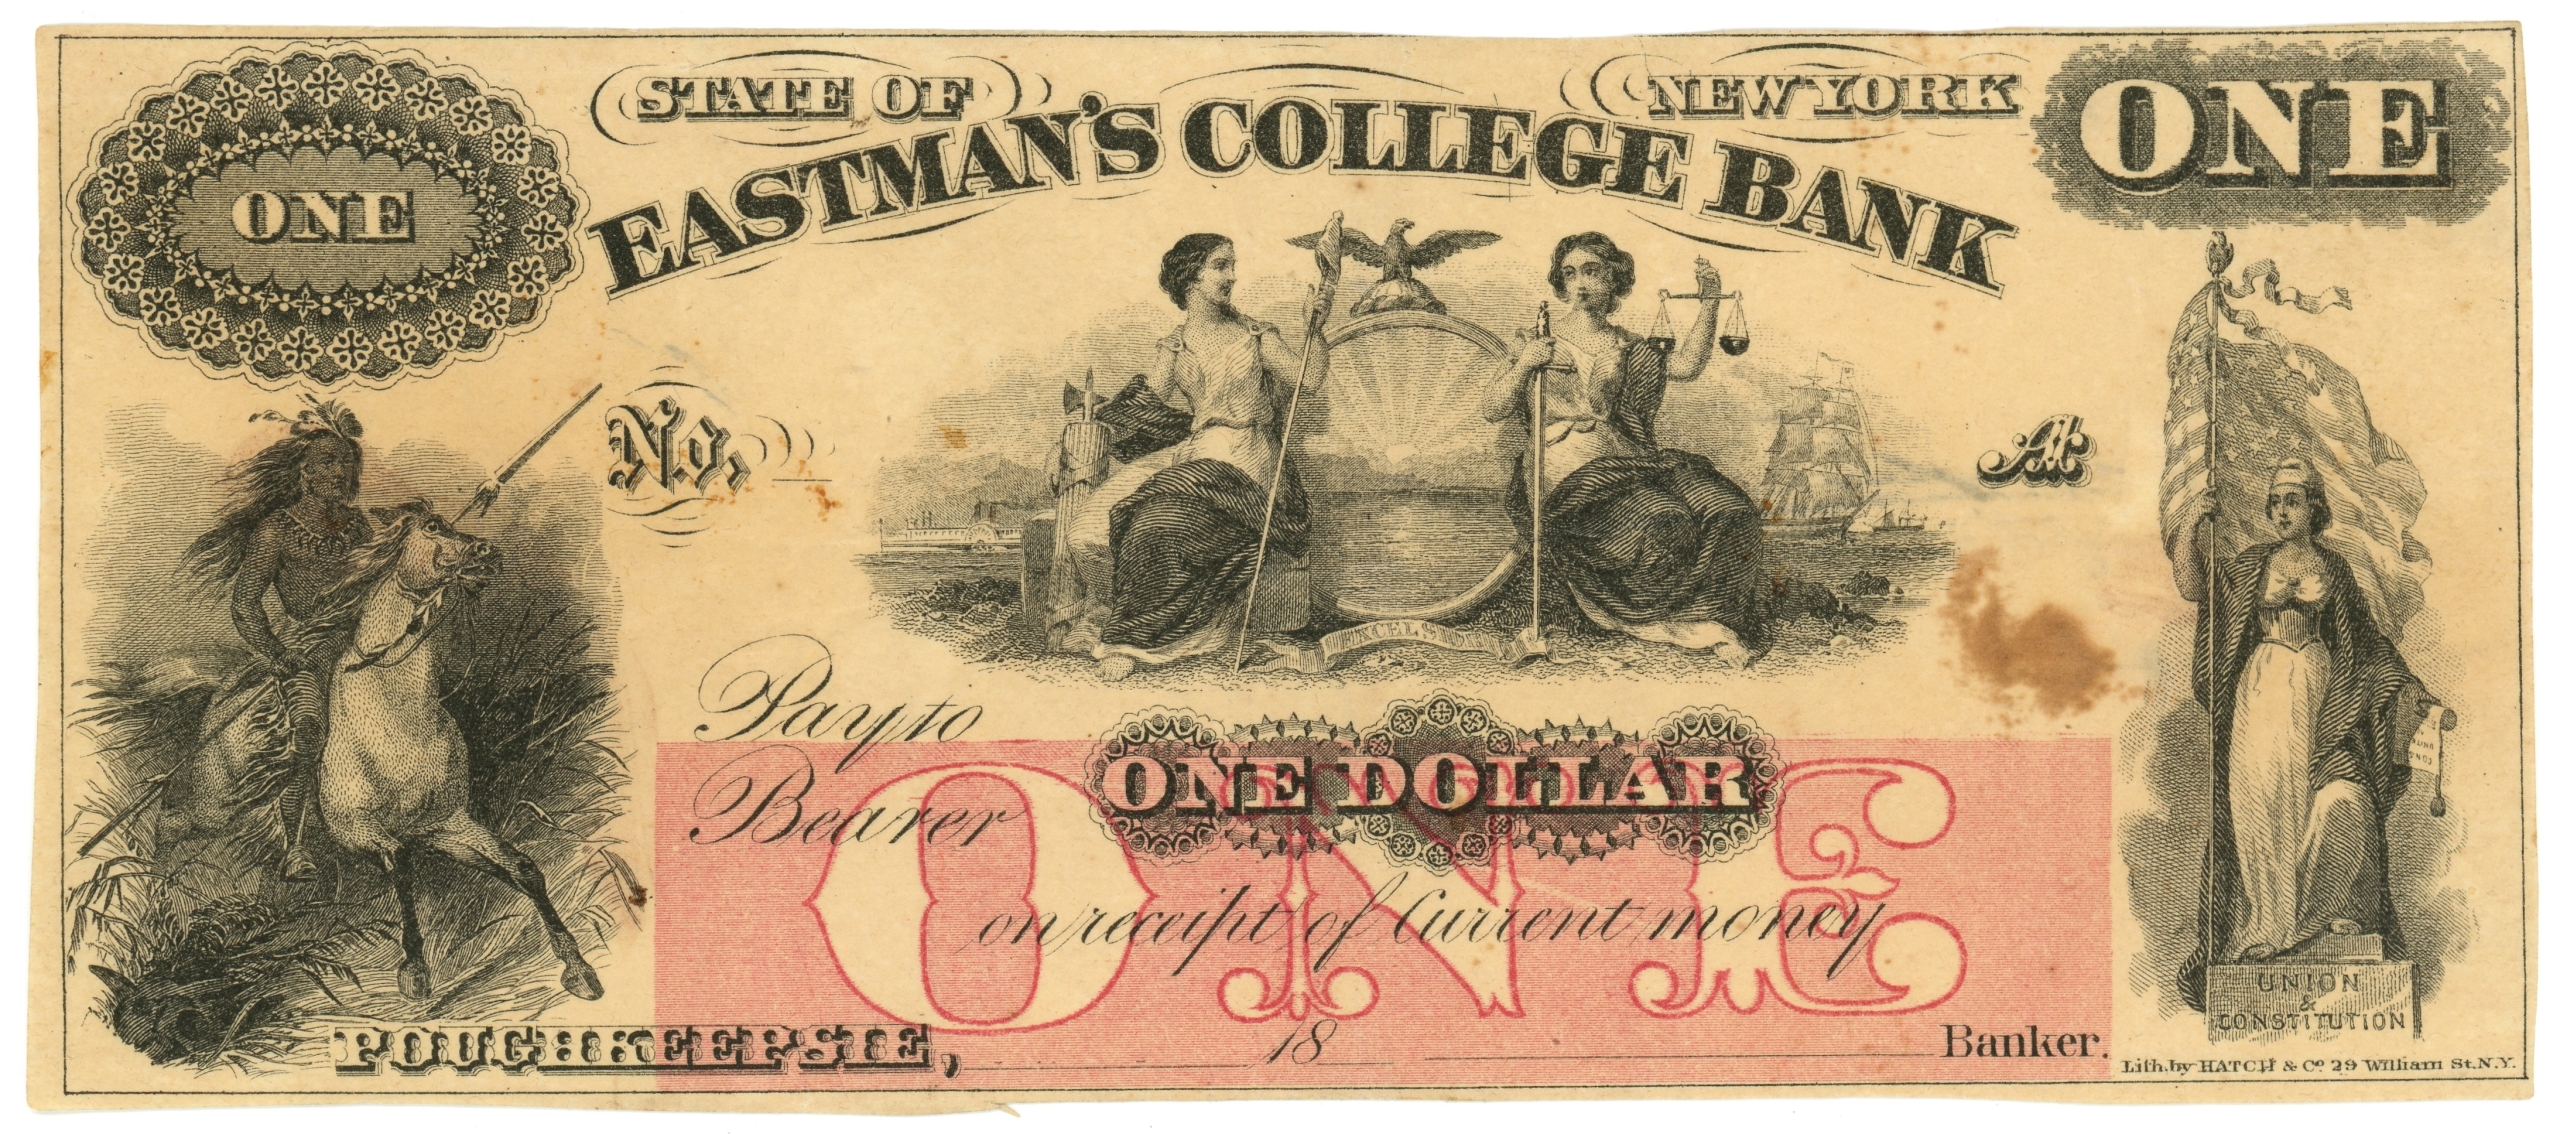 STATE OF NEW YORK
ONE
ONE
EASTMAN'S COLLEGE BANK
No.
A
EXCELSIOR
Pay to
Bearer
ONE DOLLAR
ONE
on receipt of Current money
UNION
&
CONSTITUTION
POUGHKEEPSIE, 18 Banker.
Lith. by HATCH & Co 29 William St. N.Y.